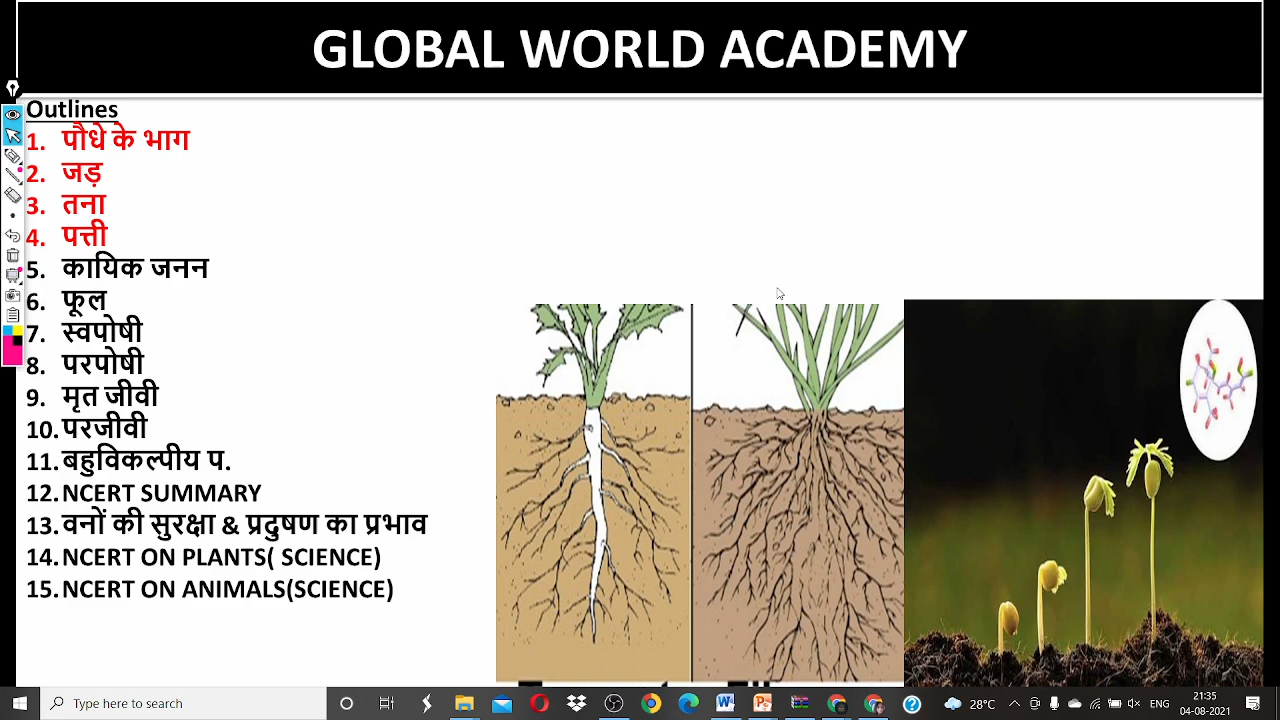 GLOBAL WORLD ACADEMY
Outlines
1. पौधे के भाग
2. जड़
3. तना
4. पत्ती
5. कायिक जनन
6. फूल
7. स्वपोषी
8. परपोषी
9. मृत जीवी
10. परजीवी
11. बहुविकल्पीय प.
12. NCERT SUMMARY
13. वनों की सुरक्षा & प्रदुषण का प्रभाव
14. NCERT ON PLANTS( SCIENCE)
15. NCERT ON ANIMALS(SCIENCE)
Type here to search
28°C
ENG
21:35
04-08-2021